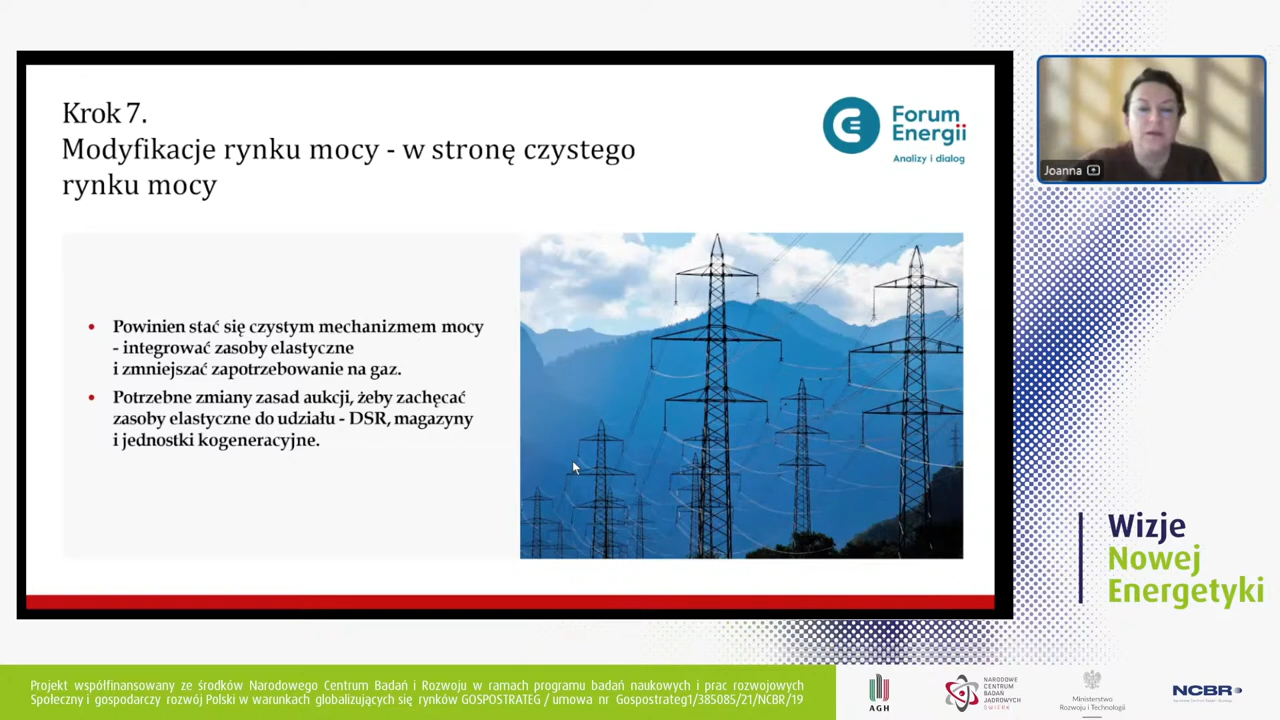 Krok 7.
Modyfikacje rynku mocy - w stronę czystego
rynku mocy
Forum
Energii
Analizy i dialog
Joanna
Powinien stać się czystym mechanizmem mocy
- integrować zasoby elastyczne
i zmniejszać zapotrzebowanie na gaz.
Potrzebne zmiany zasad aukcji, żeby zachęcać
zasoby elastyczne do udziału - DSR, magazyny
i jednostki kogeneracyjne.
Wizje
Nowej
Energetyki
Projekt współfinansowany ze środków Narodowego Centrum Badań i Rozwoju w ramach programu badań naukowych i prac rozwojowych
Społeczny i gospodarczy rozwój Polski w warunkach globalizujących się rynków GOSPOSTRATEG / umowa nr Gospostrateg1/385085/21/NCBR/19
AGH
NARODOWE
CENTRUM
BADAŃ
JĄDROWYCH
ŚWIERK
Ministerstwo
Rozwoju i Technologii
NCBR